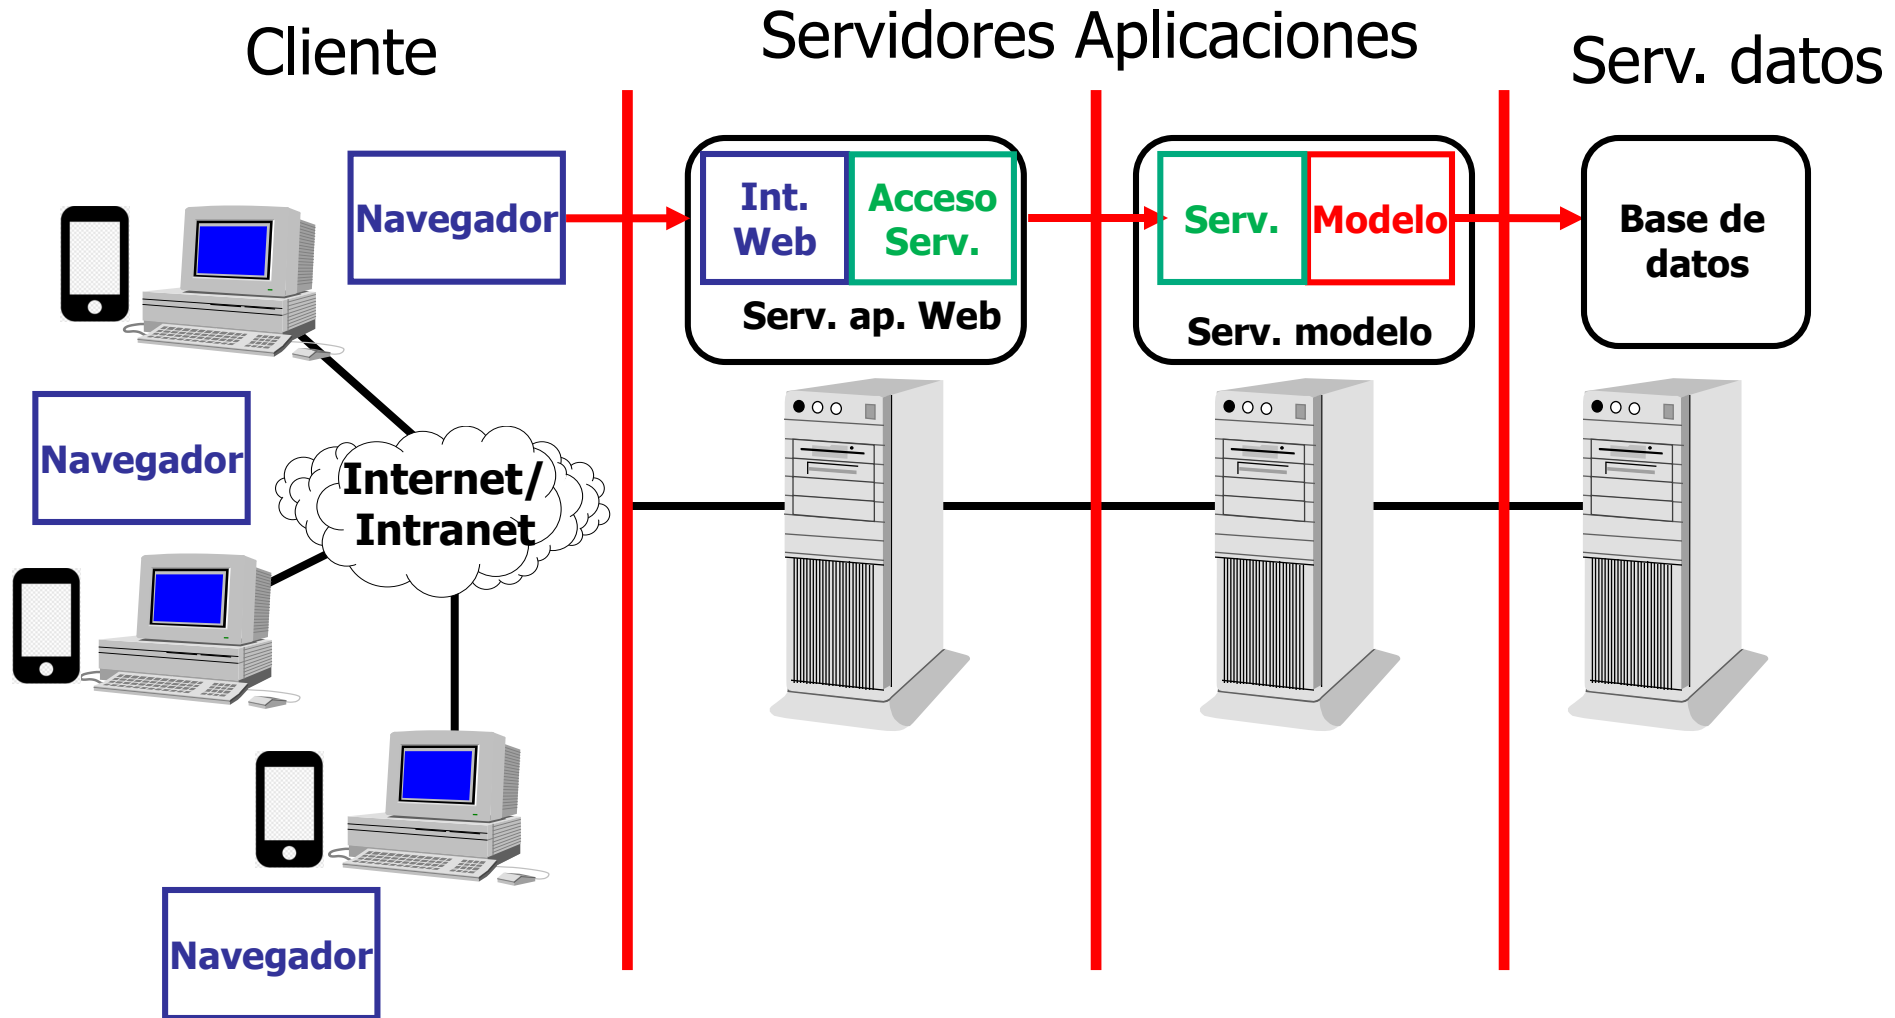 Cliente
Servidores Aplicaciones
Serv. datos
Navegador
Int.
Web
Acceso
Serv.
Serv. ap. Web
Serv.
Modelo
Serv. modelo
Base de
datos
Navegador
Internet/
Intranet
Navegador